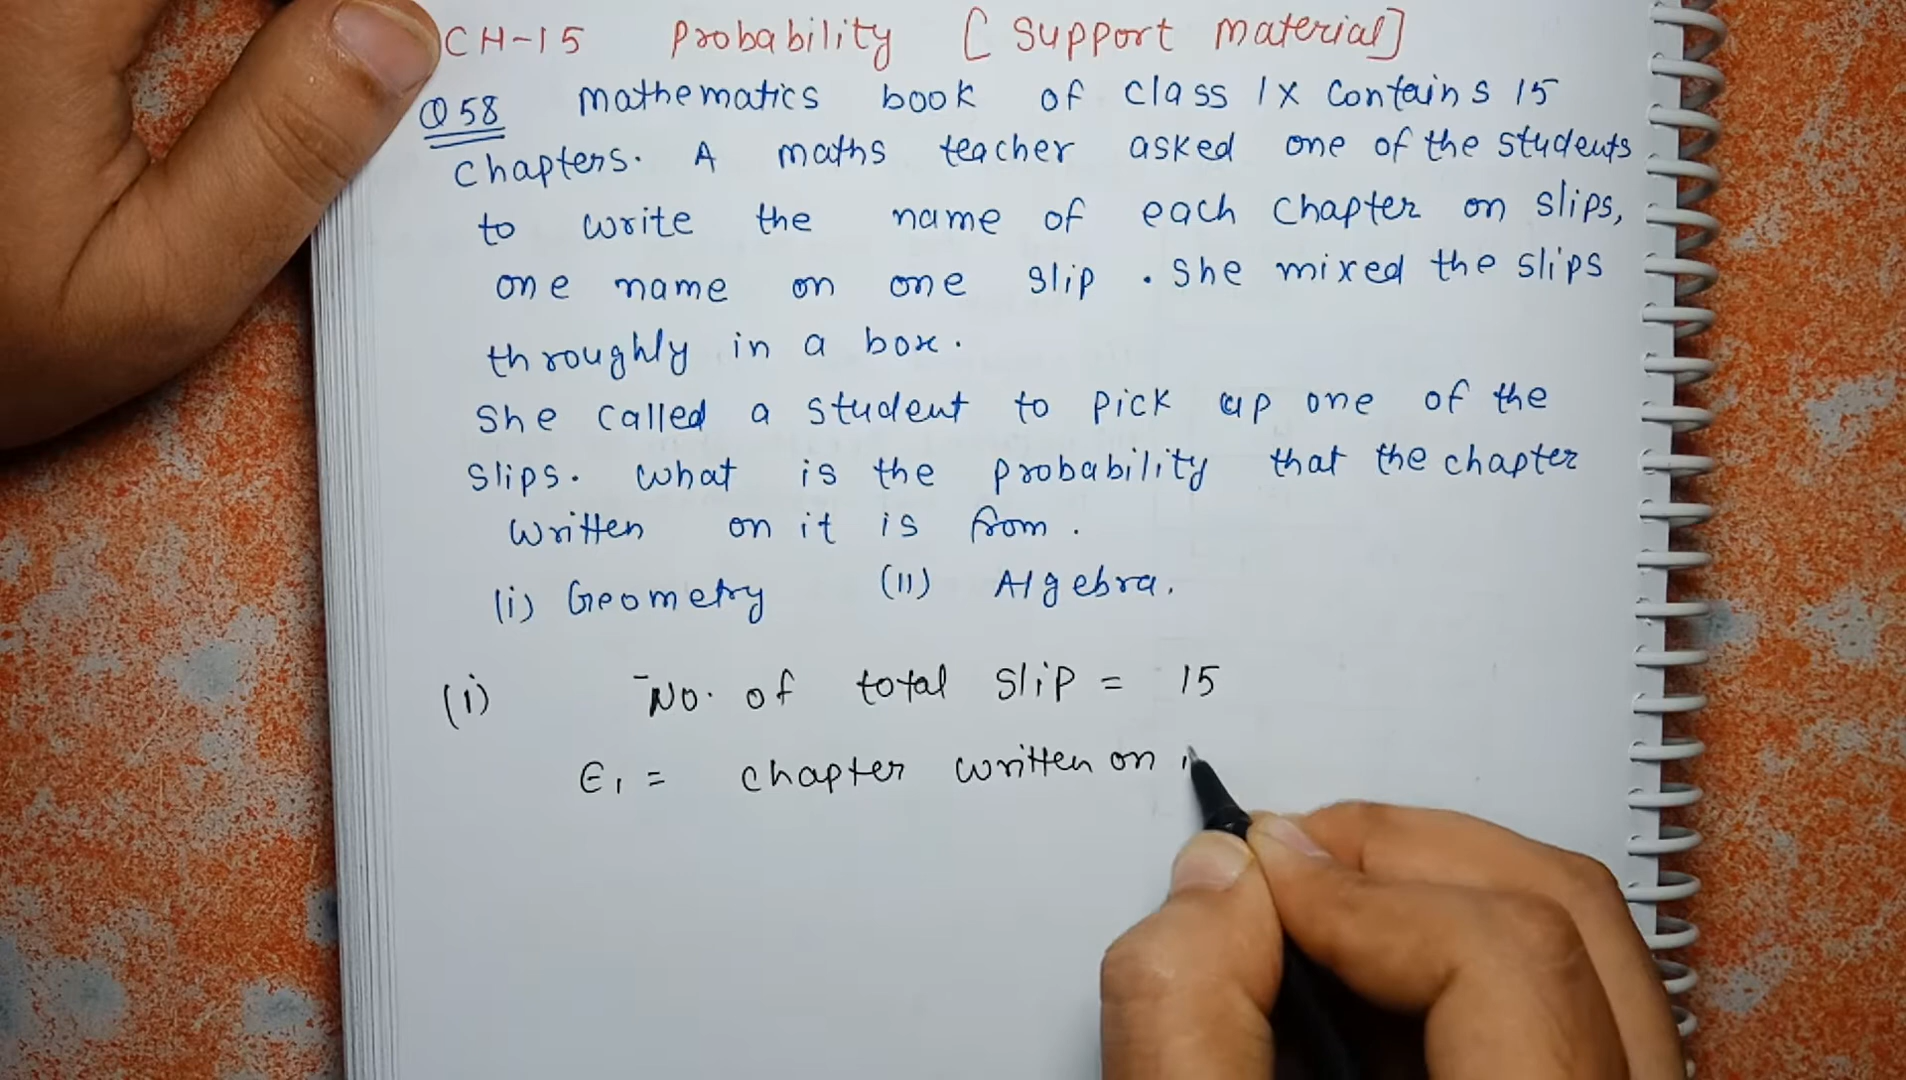 CH-15 Probability [Support Material]
Q58 Mathematics book of class IX contains 15
chapters. A maths teacher asked one of the students
to write the name of each chapter on slips,
one name on one slip. She mixed the slips
throughly in a box.
She called a student to pick up one of the
slips. What is the probability that the chapter
written on it is from.
(i) Geometry (II) Algebra.
(i) No. of total slip = 15
E1 = chapter written on